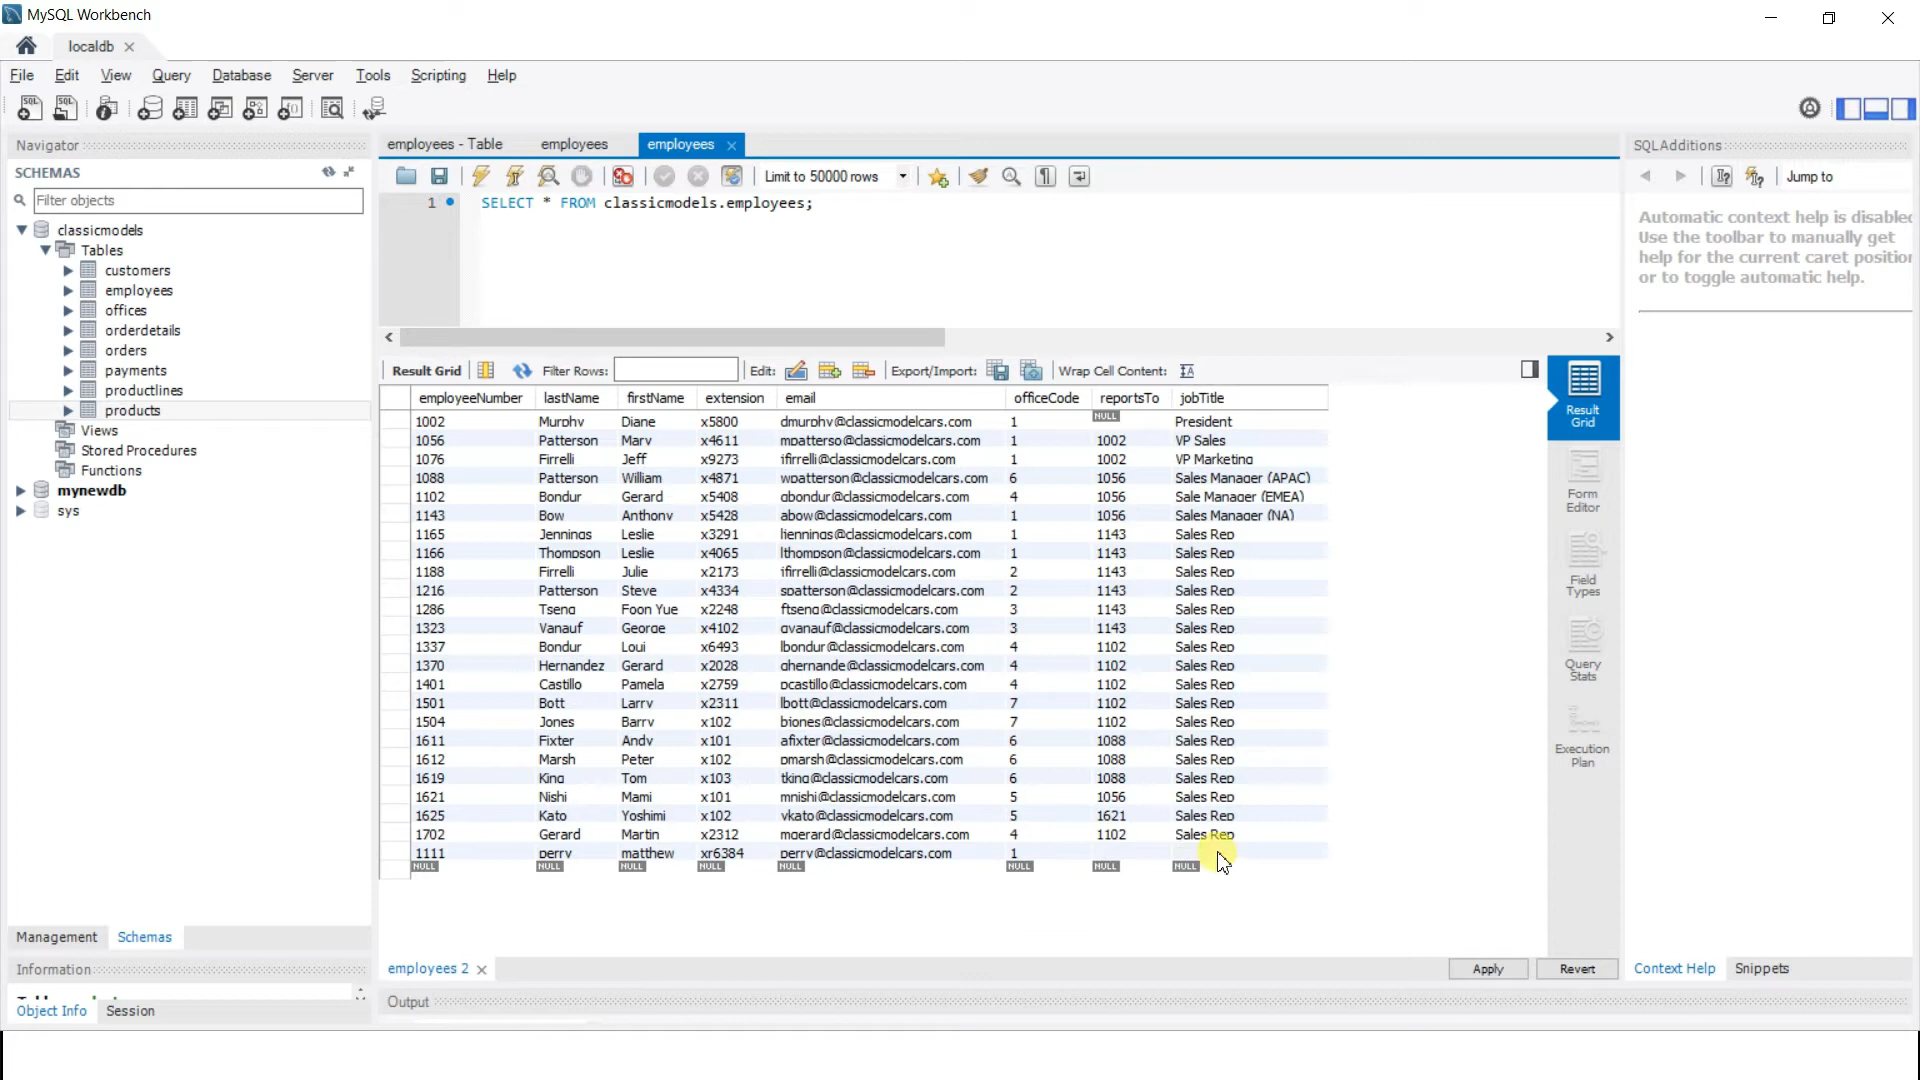 MySQL Workbench
localdb
File Edit View Query Database Server Tools Scripting Help
Navigator
SCHEMAS
Filter objects
classicmodels
Tables
customers
employees
offices
orderdetails
orders
payments
productlines
products
Views
Stored Procedures
Functions
mynewdb
sys
Management Schemas
Information
Object Info Session
employees - Table employees employees
Limit to 50000 rows
1 SELECT * FROM classicmodels.employees;
Result Grid Filter Rows: Edit: Export/Import: Wrap Cell Content:
employeeNumber lastName firstName extension email officeCode reportsTo jobTitle
1002 Murphy Diane x5800 dmurphy@classicmodelcars.com 1 NULL President
1056 Patterson Mary x4611 mpatterso@classicmodelcars.com 1 1002 VP Sales
1076 Firrelli Jeff x9273 jfirrelli@classicmodelcars.com 1 1002 VP Marketing
1088 Patterson William x4871 wpatterson@classicmodelcars.com 6 1056 Sales Manager (APAC)
1102 Bondur Gerard x5408 gbondur@classicmodelcars.com 4 1056 Sale Manager (EMEA)
1143 Bow Anthony x5428 abow@classicmodelcars.com 1 1056 Sales Manager (NA)
1165 Jennings Leslie x3291 ljennings@classicmodelcars.com 1 1143 Sales Rep
1166 Thompson Leslie x4065 lthompson@classicmodelcars.com 1 1143 Sales Rep
1188 Firrelli Julie x2173 jfirrelli@classicmodelcars.com 2 1143 Sales Rep
1216 Patterson Steve x4334 spatterson@classicmodelcars.com 2 1143 Sales Rep
1286 Tseng Foon Yue x2248 ftseng@classicmodelcars.com 3 1143 Sales Rep
1323 Vanauf George x4102 gvanauf@classicmodelcars.com 3 1143 Sales Rep
1337 Bondur Loui x6493 lbondur@classicmodelcars.com 4 1102 Sales Rep
1370 Hernandez Gerard x2028 ghernande@classicmodelcars.com 4 1102 Sales Rep
1401 Castillo Pamela x2759 pcastillo@classicmodelcars.com 4 1102 Sales Rep
1501 Bott Larry x2311 lbott@classicmodelcars.com 7 1102 Sales Rep
1504 Jones Barry x102 bjones@classicmodelcars.com 7 1102 Sales Rep
1611 Fixter Andy x101 afixter@classicmodelcars.com 6 1088 Sales Rep
1612 Marsh Peter x102 pmarsh@classicmodelcars.com 6 1088 Sales Rep
1619 King Tom x103 tking@classicmodelcars.com 6 1088 Sales Rep
1621 Nishi Mami x101 mnishi@classicmodelcars.com 5 1056 Sales Rep
1625 Kato Yoshimi x102 ykato@classicmodelcars.com 5 1621 Sales Rep
1702 Gerard Martin x2312 mgerard@classicmodelcars.com 4 1102 Sales Rep
1111 perry matthew xr6384 perry@classicmodelcars.com 1
NULL NULL NULL NULL NULL NULL NULL NULL
employees 2
Apply Revert
Output
Result Grid
Form Editor
Field Types
Query Stats
Execution Plan
SQLAdditions
Jump to
Automatic context help is disabled
Use the toolbar to manually get
help for the current caret position
or to toggle automatic help.
Context Help Snippets